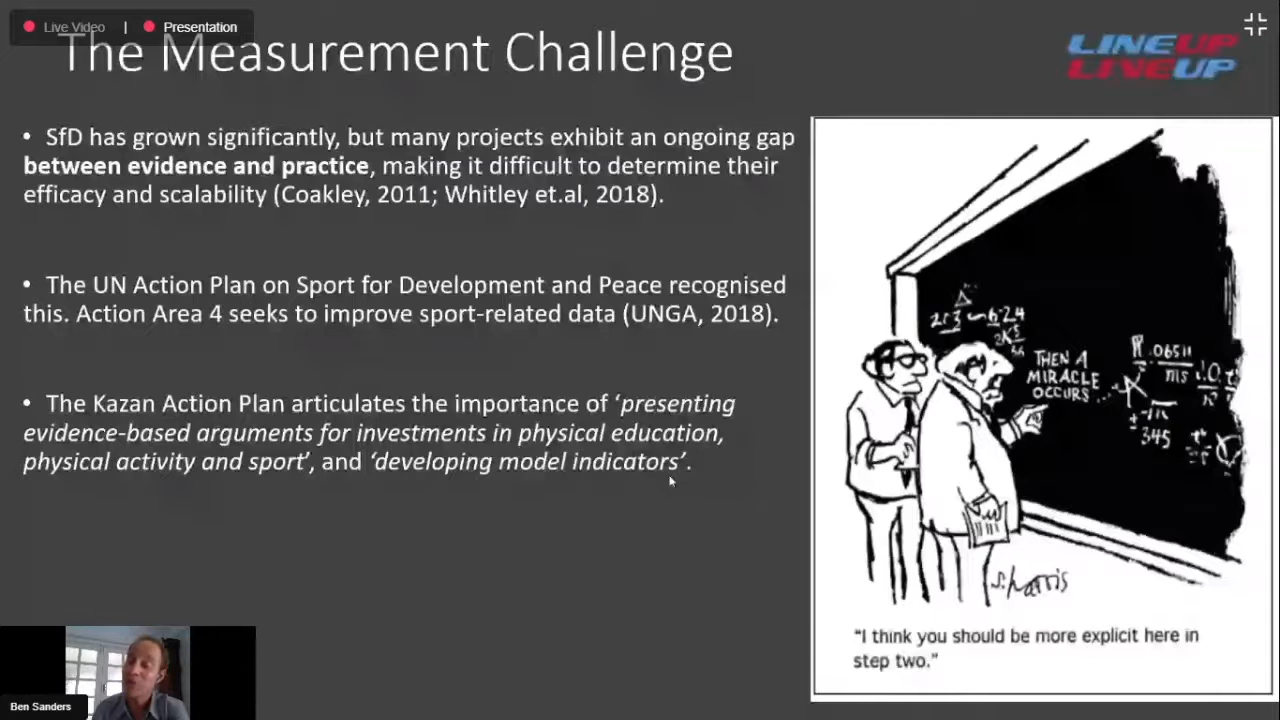 Live Video | Presentation
The Measurement Challenge
LINEUP
LIVEUP
• SfD has grown significantly, but many projects exhibit an ongoing gap
between evidence and practice, making it difficult to determine their
efficacy and scalability (Coakley, 2011; Whitley et.al, 2018).
• The UN Action Plan on Sport for Development and Peace recognised
this. Action Area 4 seeks to improve sport-related data (UNGA, 2018).
• The Kazan Action Plan articulates the importance of ‘presenting
evidence-based arguments for investments in physical education,
physical activity and sport’, and ‘developing model indicators’.
THEN A
MIRACLE
OCCURS...
.06511
ms
345
S. Harris
"I think you should be more explicit here in
step two."
Ben Sanders